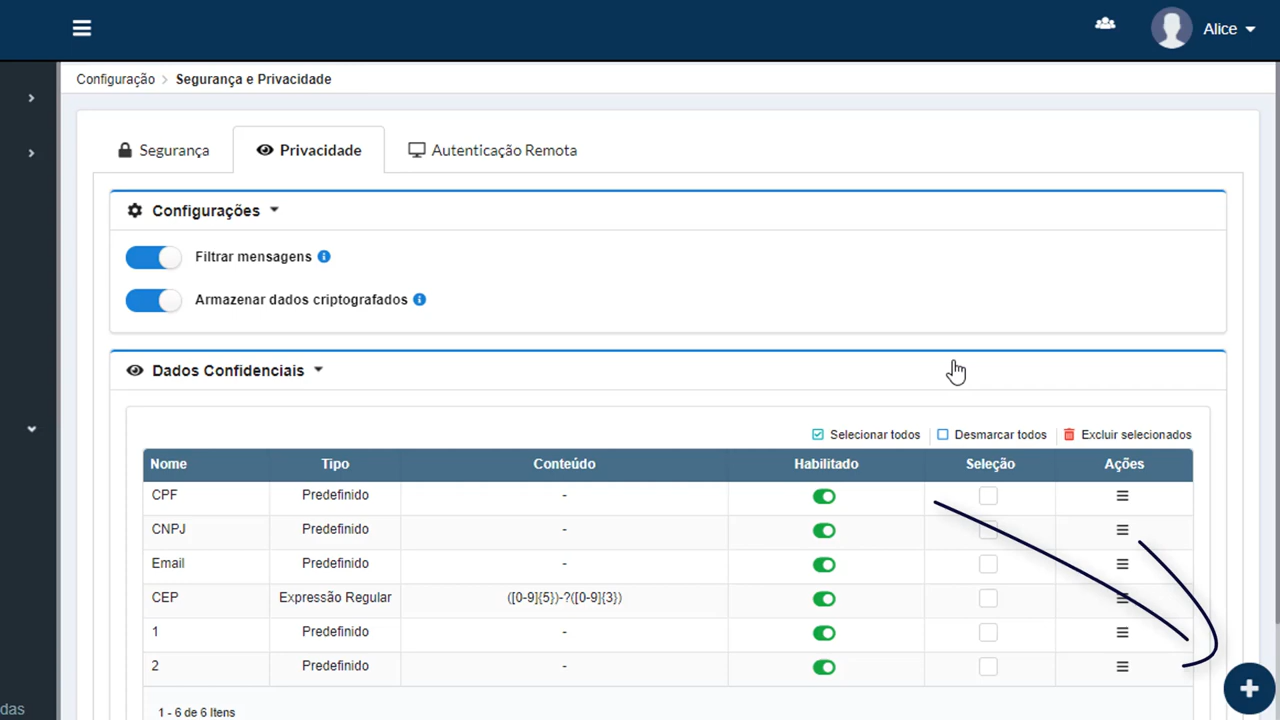 Alice
Configuração > Segurança e Privacidade
Segurança Privacidade Autenticação Remota
Configurações
Filtrar mensagens
Armazenar dados criptografados
Dados Confidenciais
Selecionar todos Desmarcar todos Excluir selecionados
Nome Tipo Conteúdo Habilitado Seleção Ações
CPF Predefinido -
CNPJ Predefinido -
Email Predefinido -
CEP Expressão Regular ([0-9]{5})-?([0-9]{3})
1 Predefinido -
2 Predefinido -
das
1 - 6 de 6 Itens